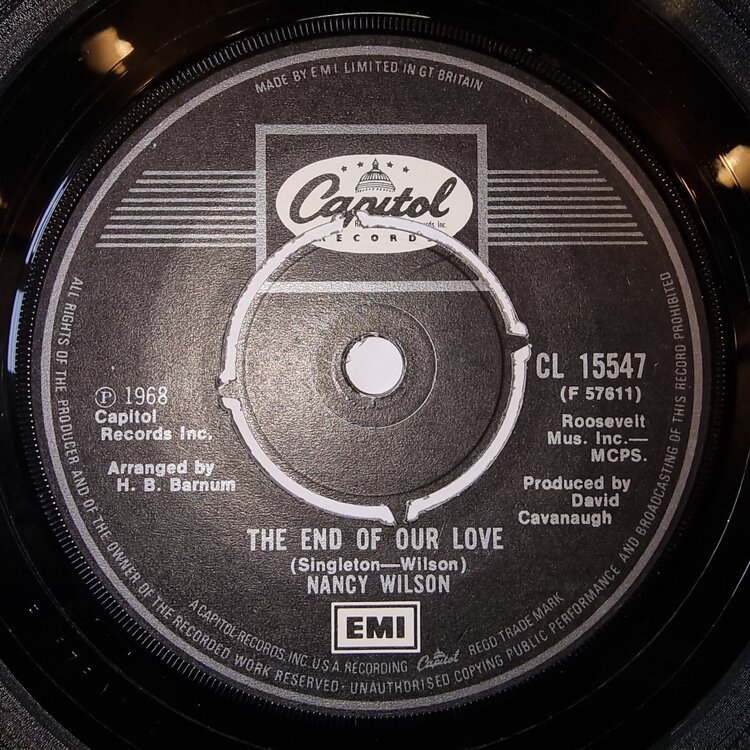 MADE BY EMI LIMITED IN GT BRITAIN
Capitol
RECORDS
ALL RIGHTS OF THE PRODUCER AND OF THE OWNER OF THE RECORDED WORK RESERVED - UNAUTHORISED COPYING PUBLIC PERFORMANCE AND BROADCASTING OF THIS RECORD PROHIBITED
CL 15547
(F 57611)
Ⓟ 1968
Capitol
Records Inc.
Arranged by
H. B. Barnum
Roosevelt
Mus. Inc.—
MCPS.
Produced by
David
Cavanaugh
THE END OF OUR LOVE
(Singleton—Wilson)
NANCY WILSON
EMI
A CAPITOL RECORDS, INC. U.S.A. RECORDING Capitol REGD TRADE MARK